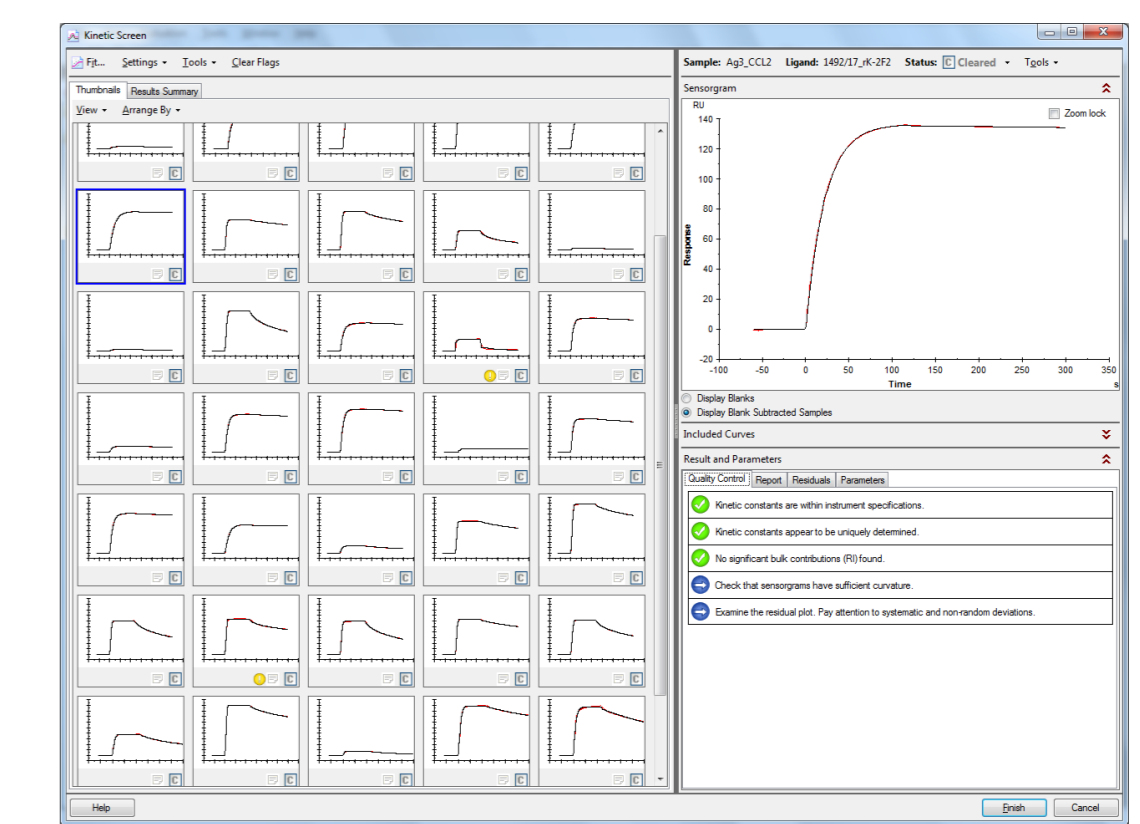 Kinetic Screen
Fit... Settings Tools Clear Flags
Thumbnails Results Summary
View Arrange By
Sample: Ag3_CCL2 Ligand: 1492/17_rK-2F2 Status: C Cleared Tools
Sensorgram
RU
Zoom lock
140
120
100
80
60
40
20
0
-20
Response
-100 -50 0 50 100 150 200 250 300 350
Time s
Display Blanks
Display Blank Subtracted Samples
Included Curves
Result and Parameters
Quality Control Report Residuals Parameters
Kinetic constants are within instrument specifications.
Kinetic constants appear to be uniquely determined.
No significant bulk contributions (RI) found.
Check that sensorgrams have sufficient curvature.
Examine the residual plot. Pay attention to systematic and non-random deviations.
C C C C C
C C C C C
C C C C C
C C C C C
C C C C C
C C C C C
C C C C C
Help Finish Cancel